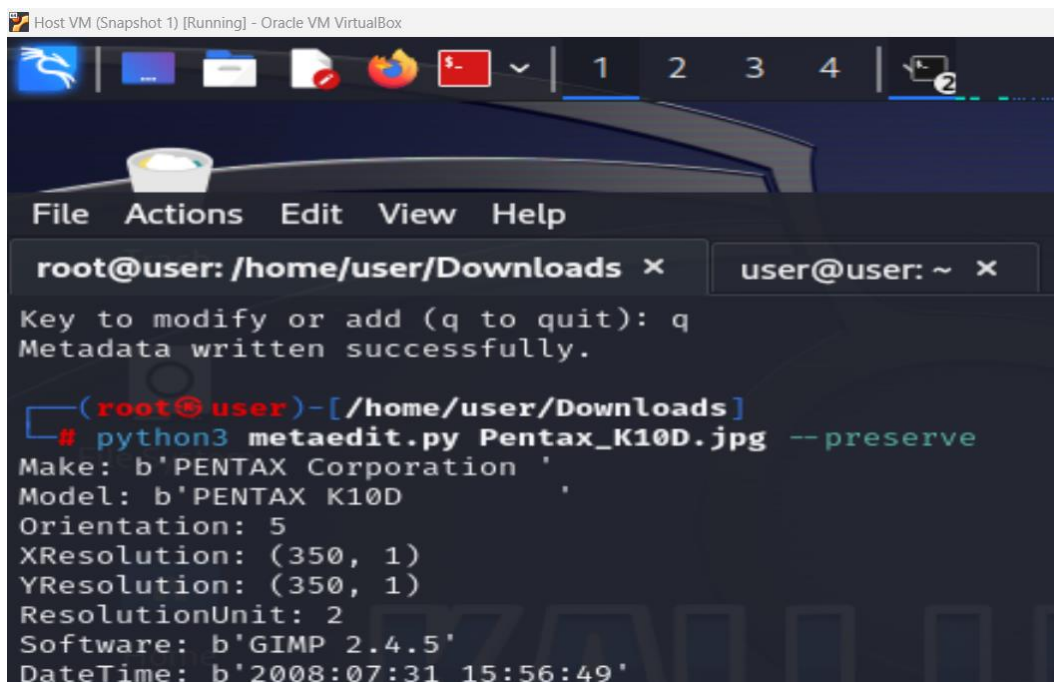 Host VM (Snapshot 1) [Running] - Oracle VM VirtualBox
1 2 3 4 2
File Actions Edit View Help
root@user: /home/user/Downloads × user@user: ~ ×
Key to modify or add (q to quit): q
Metadata written successfully.
┌──(root㉿user)-[/home/user/Downloads]
└─# python3 metaedit.py Pentax_K10D.jpg --preserve
Make: b'PENTAX Corporation '
Model: b'PENTAX K10D        '
Orientation: 5
XResolution: (350, 1)
YResolution: (350, 1)
ResolutionUnit: 2
Software: b'GIMP 2.4.5'
DateTime: b'2008:07:31 15:56:49'